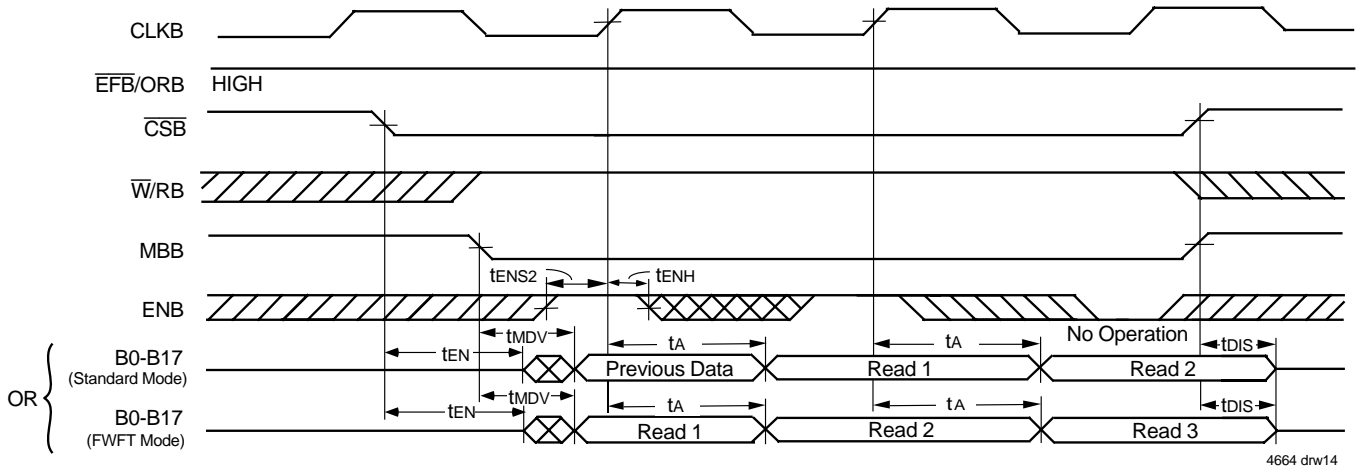 CLKB
EFB/ORB HIGH
CSB
W/RB
MBB
tENS2 tENH
ENB
No Operation
tMDV tA tA tDIS
tEN
B0-B17
(Standard Mode)
Previous Data Read 1 Read 2
OR
tMDV tA tA tDIS
tEN
B0-B17
(FWFT Mode)
Read 1 Read 2 Read 3
4664 drw14